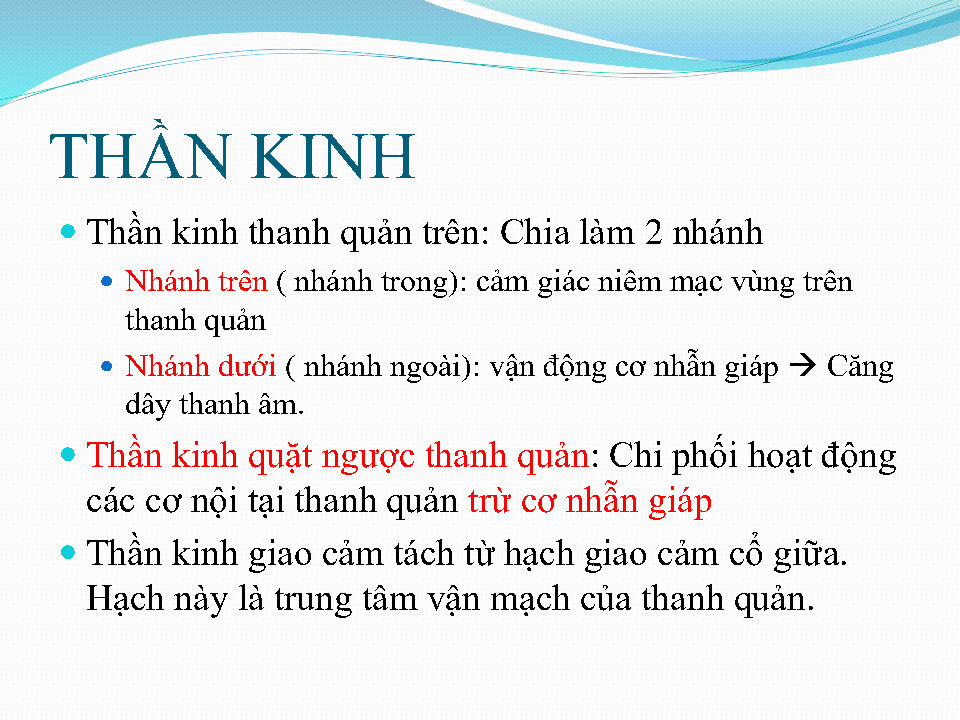 THẦN KINH
Thần kinh thanh quản trên: Chia làm 2 nhánh
Nhánh trên ( nhánh trong): cảm giác niêm mạc vùng trên
thanh quản
Nhánh dưới ( nhánh ngoài): vận động cơ nhẫn giáp → Căng
dây thanh âm.
Thần kinh quặt ngược thanh quản: Chi phối hoạt động
các cơ nội tại thanh quản trừ cơ nhẫn giáp
Thần kinh giao cảm tách từ hạch giao cảm cổ giữa.
Hạch này là trung tâm vận mạch của thanh quản.